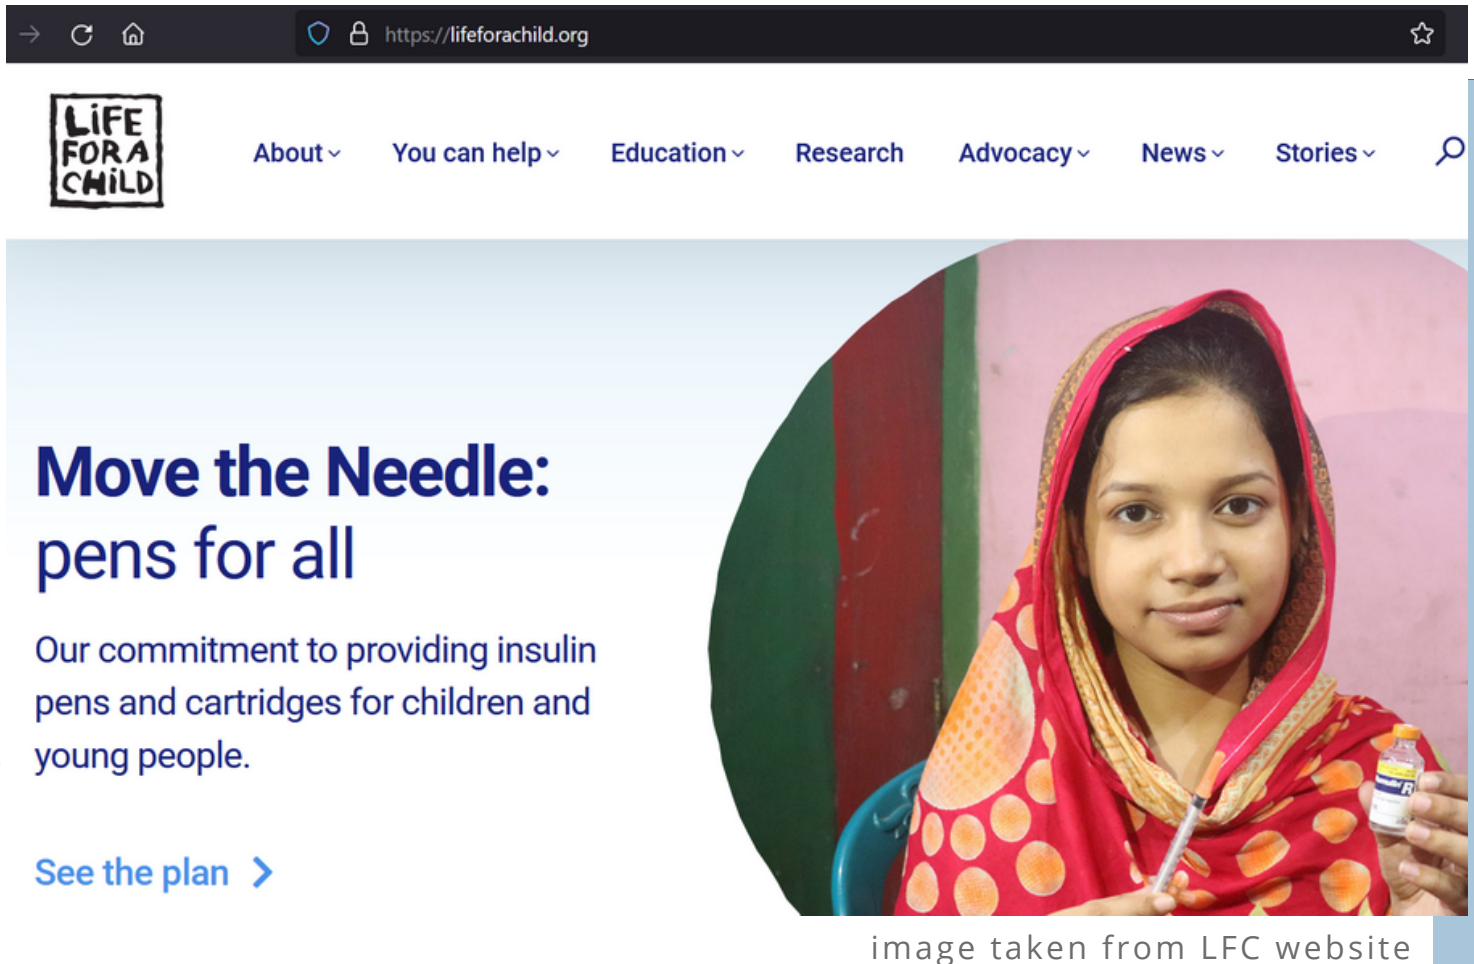 https://lifeforachild.org
LiFE
FOR A
CHiLD
About You can help Education Research Advocacy News Stories
Move the Needle:
pens for all
Our commitment to providing insulin
pens and cartridges for children and
young people.
See the plan
R
image taken from LFC website